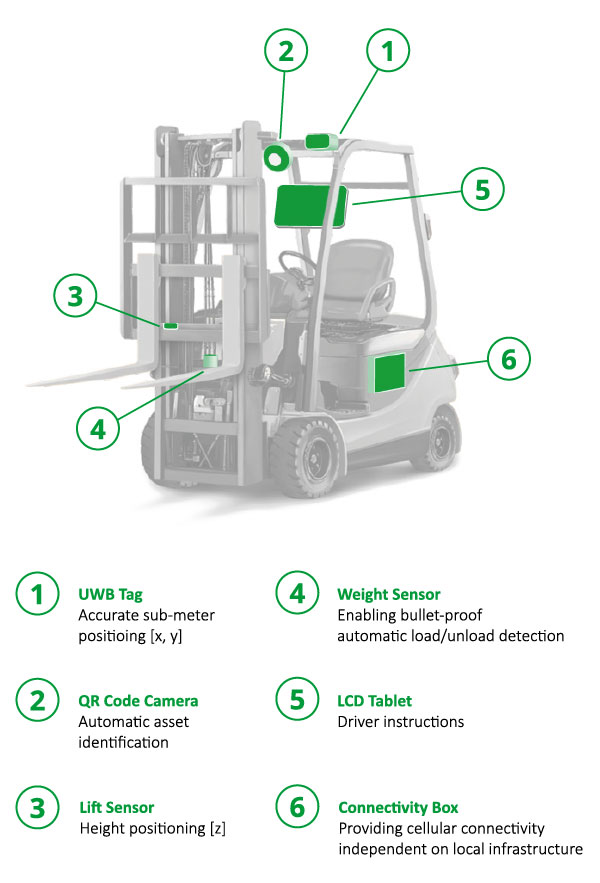 2
1
5
3
6
4
1
UWB Tag
Accurate sub-meter
positioing [x, y]
4
Weight Sensor
Enabling bullet-proof
automatic load/unload detection
2
QR Code Camera
Automatic asset
identification
5
LCD Tablet
Driver instructions
3
Lift Sensor
Height positioning [z]
6
Connectivity Box
Providing cellular connectivity
independent on local infrastructure